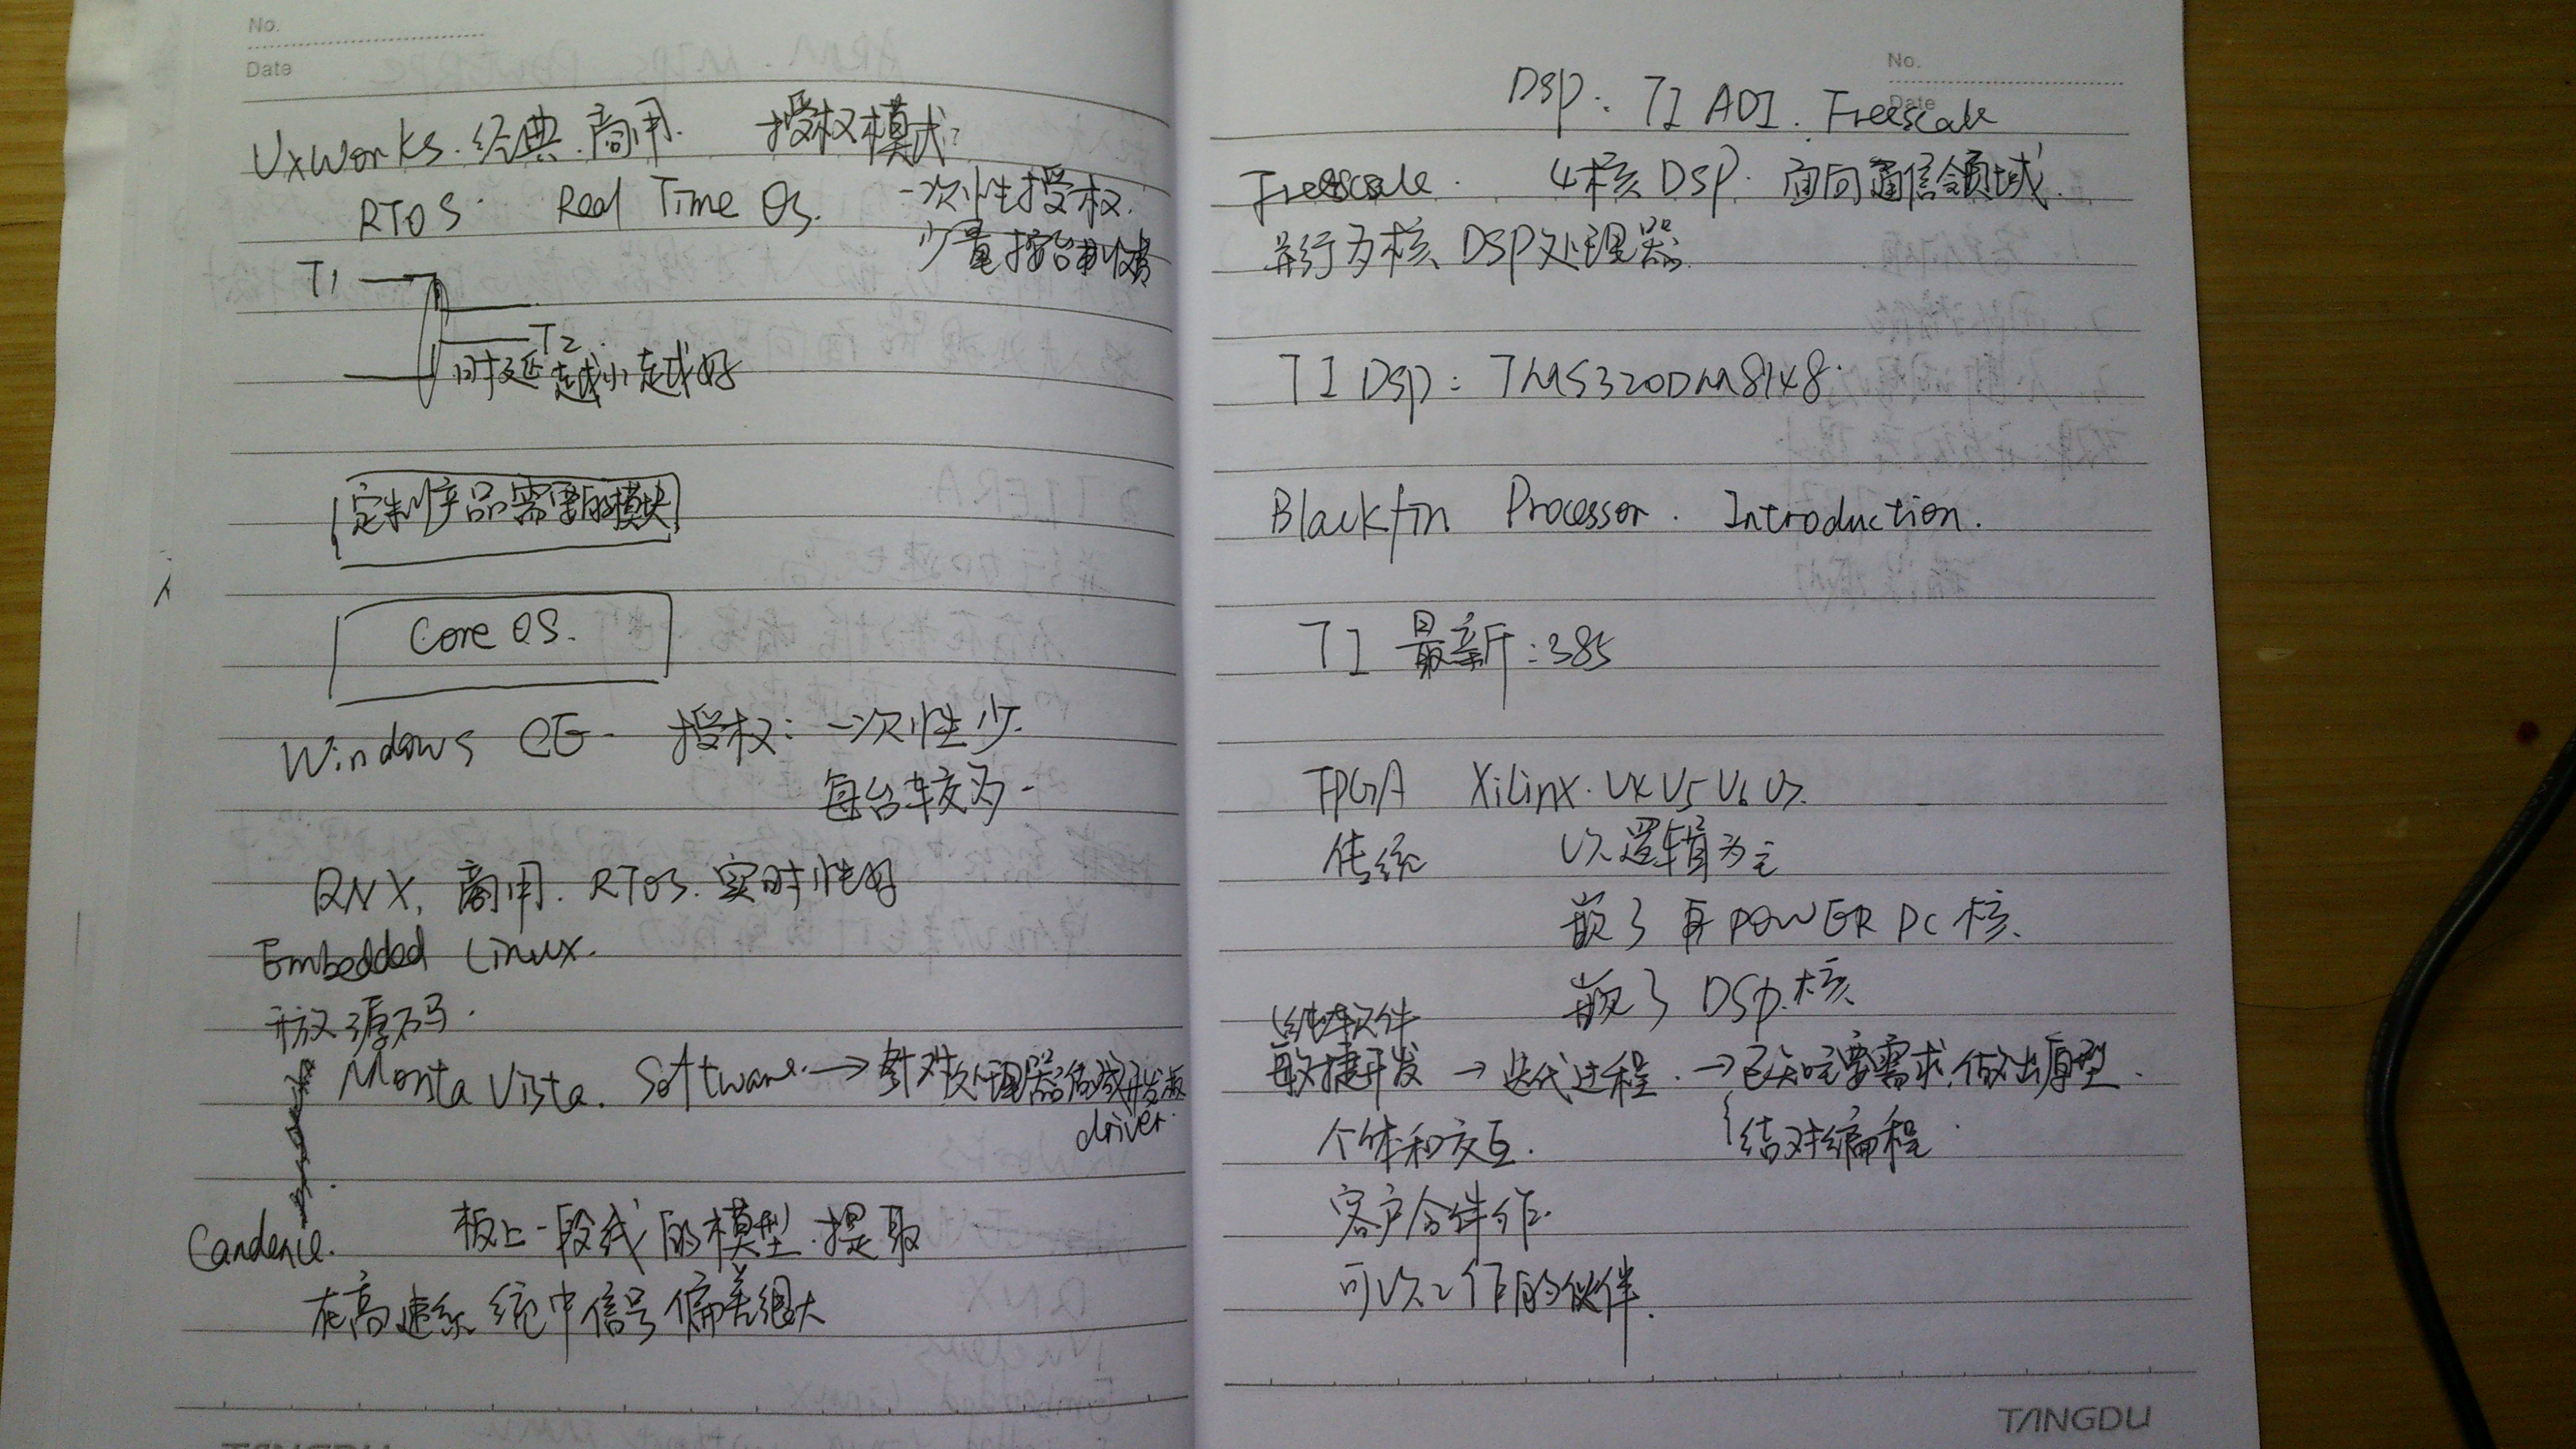 No.
Date
VxWorks. 经典. 商用. 授权模式:
RTOS. Real Time OS. 一次性授权.
少量按台收费
T1
T2
时延越小越好
定制产品需要的模块
Core OS.
Windows CE. 授权: 一次性少.
每台较多.
QNX. 商用. RTOS. 实时性好
Embedded Linux.
开放源码.
Monta Vista. Software. → 针对处理器
driver.
Candence. 板上一段线的模型. 提取
在高速系统中信号偏差很大
No.
Date
DSP: TI ADI. Freescale
Freescale. 4核DSP. 面向通信领域.
并行多核DSP处理器.
TI DSP: TMS320DM8148.
Blackfin Processor. Introduction.
TI 最新: 385
FPGA Xilinx. V4 V5 V6 V7.
传统 以逻辑为主
嵌了 POWER PC 核.
嵌了 DSP.核.
纯软件
敏捷开发 → 迭代过程. → 已知主要需求, 做出原型.
个体和交互. 结对编程.
客户合作.
可以工作的伙伴.
TANGDU